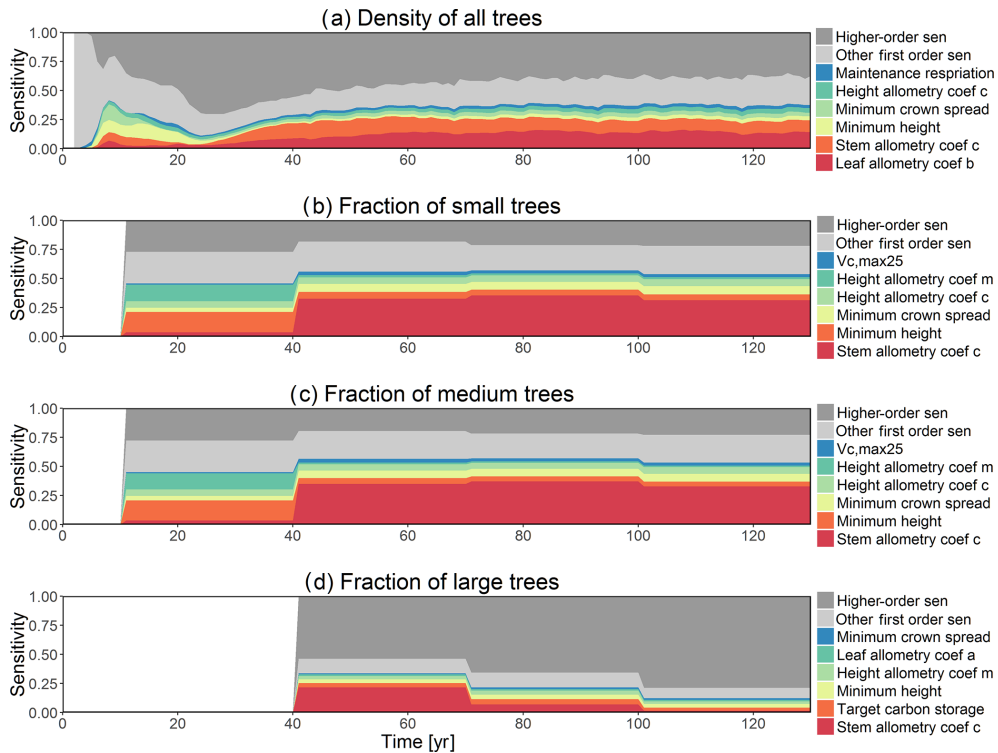 (a) Density of all trees
Sensitivity
1.00
0.75
0.50
0.25
0.00
0 20 40 60 80 100 120
Higher-order sen
Other first order sen
Maintenance respriation
Height allometry coef c
Minimum crown spread
Minimum height
Stem allometry coef c
Leaf allometry coef b
(b) Fraction of small trees
Sensitivity
1.00
0.75
0.50
0.25
0.00
0 20 40 60 80 100 120
Higher-order sen
Other first order sen
Vc,max25
Height allometry coef m
Height allometry coef c
Minimum crown spread
Minimum height
Stem allometry coef c
(c) Fraction of medium trees
Sensitivity
1.00
0.75
0.50
0.25
0.00
0 20 40 60 80 100 120
Higher-order sen
Other first order sen
Vc,max25
Height allometry coef m
Height allometry coef c
Minimum crown spread
Minimum height
Stem allometry coef c
(d) Fraction of large trees
Sensitivity
1.00
0.75
0.50
0.25
0.00
0 20 40 60 80 100 120
Time [yr]
Higher-order sen
Other first order sen
Minimum crown spread
Leaf allometry coef a
Height allometry coef m
Minimum height
Target carbon storage
Stem allometry coef c